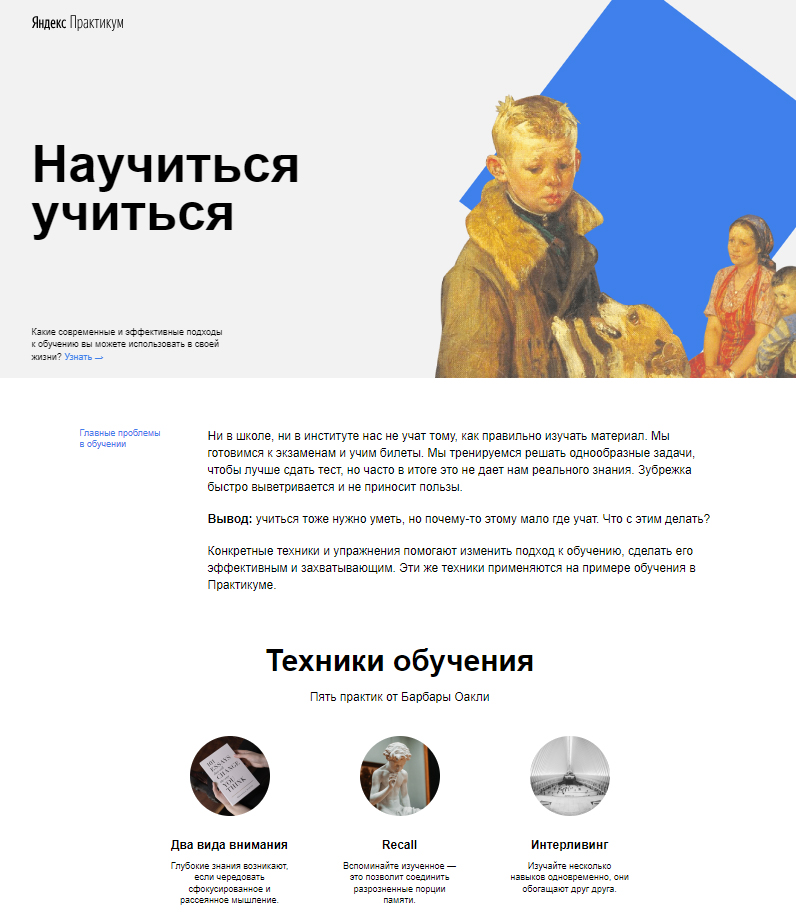 Яндекс Практикум
Научиться
учиться
Какие современные и эффективные подходы
к обучению вы можете использовать в своей
жизни? Узнать →
Главные проблемы
в обучении
Ни в школе, ни в институте нас не учат тому, как правильно изучать материал. Мы
готовимся к экзаменам и учим билеты. Мы тренируемся решать однообразные задачи,
чтобы лучше сдать тест, но часто в итоге это не дает нам реального знания. Зубрежка
быстро выветривается и не приносит пользы.
Вывод: учиться тоже нужно уметь, но почему-то этому мало где учат. Что с этим делать?
Конкретные техники и упражнения помогают изменить подход к обучению, сделать его
эффективным и захватывающим. Эти же техники применяются на примере обучения в
Практикуме.
Техники обучения
Пять практик от Барбары Оакли
101
ESSAYS
CHANGE
YOU
THINK
Два вида внимания
Глубокие знания возникают,
если чередовать
сфокусированное и
рассеянное мышление.
Recall
Вспоминайте изученное —
это позволит соединить
разрозненные порции
памяти.
Интерливинг
Изучайте несколько
навыков одновременно, они
обогащают друг друга.